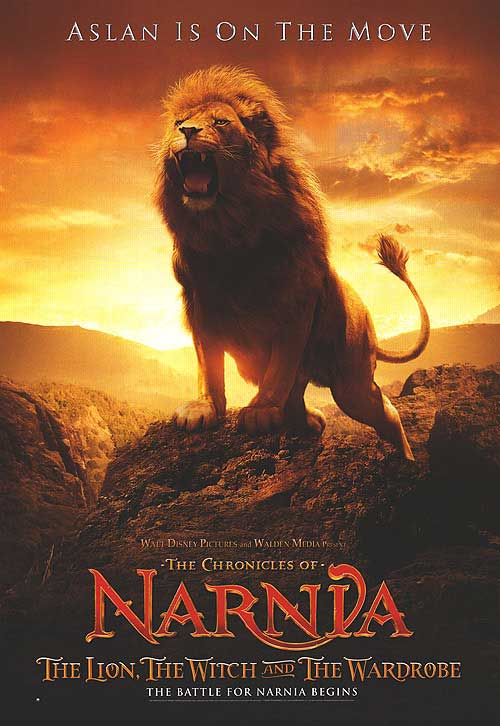 ASLAN IS ON THE MOVE
WALT DISNEY PICTURES and WALDEN MEDIA Present
-THE CHRONICLES OF-
NARNIA
THE LION, THE WITCH AND THE WARDROBE
THE BATTLE FOR NARNIA BEGINS